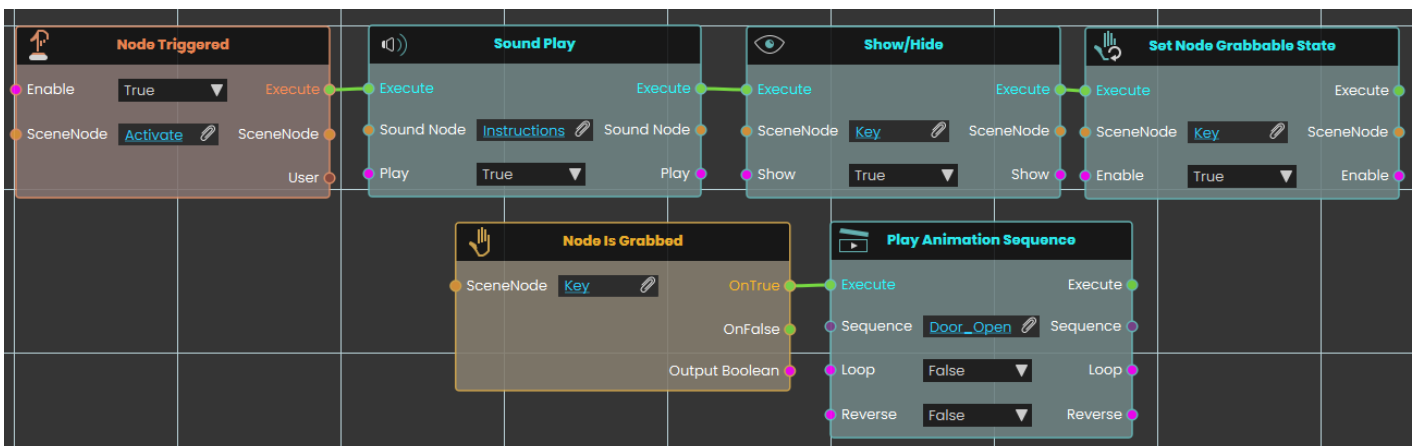 Node Triggered
Enable True Execute
SceneNode Activate SceneNode
User
Sound Play
Execute Execute
Sound Node Instructions Sound Node
Play True Play
Show/Hide
Execute Execute
SceneNode Key SceneNode
Show True Show
Set Node Grabbable State
Execute Execute
SceneNode Key SceneNode
Enable True Enable
Node Is Grabbed
SceneNode Key OnTrue
OnFalse
Output Boolean
Play Animation Sequence
Execute Execute
Sequence Door_Open Sequence
Loop False Loop
Reverse False Reverse